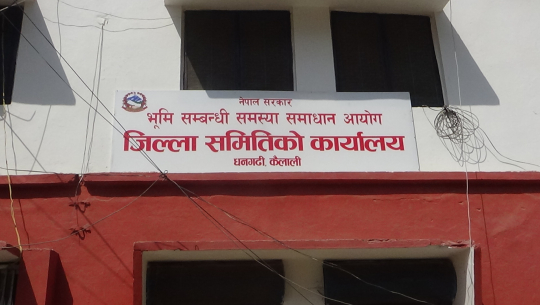 नेपाल सरकार
भूमि सम्बन्धी समस्या समाधान आयोग
जिल्ला समितिको कार्यालय
धनगढी, कैलाली